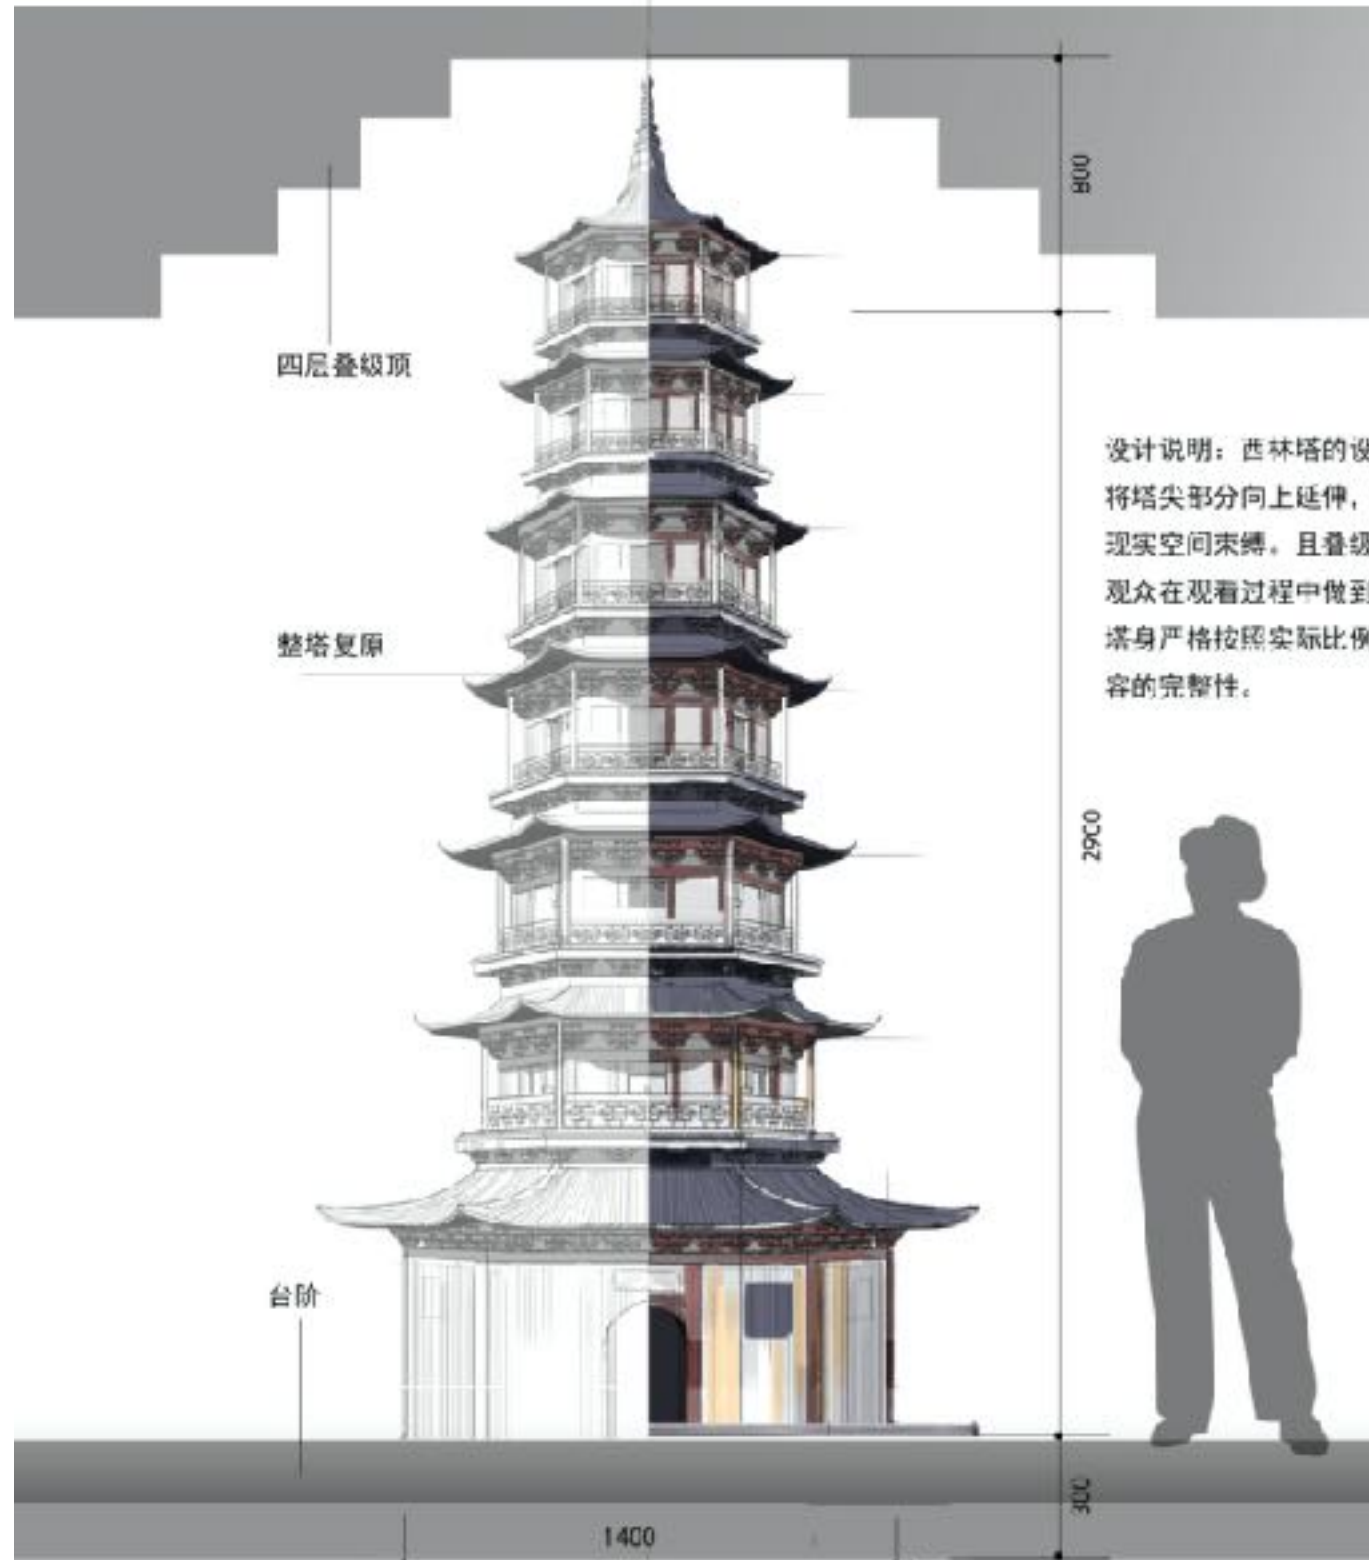 800
四层叠级顶
设计说明：西林塔的设
将塔尖部分向上延伸，
现实空间束缚。且叠级
观众在观看过程中做到
塔身严格按照实际比例
容的完整性。
整塔复原
2900
台阶
300
1400